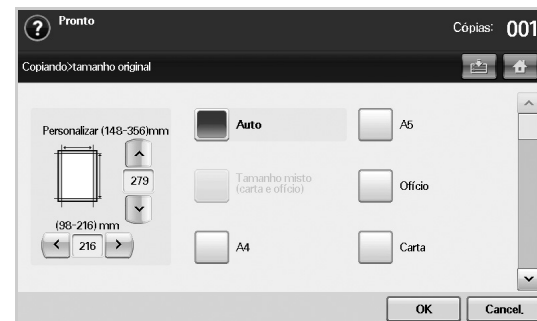 ? Pronto
Cópias: 001
Copiando>tamanho original
Personalizar (148-356)mm
279
(98-216) mm
216
Auto
A5
Tamanho misto
(carta e ofício)
Ofício
A4
Carta
OK
Cancel.